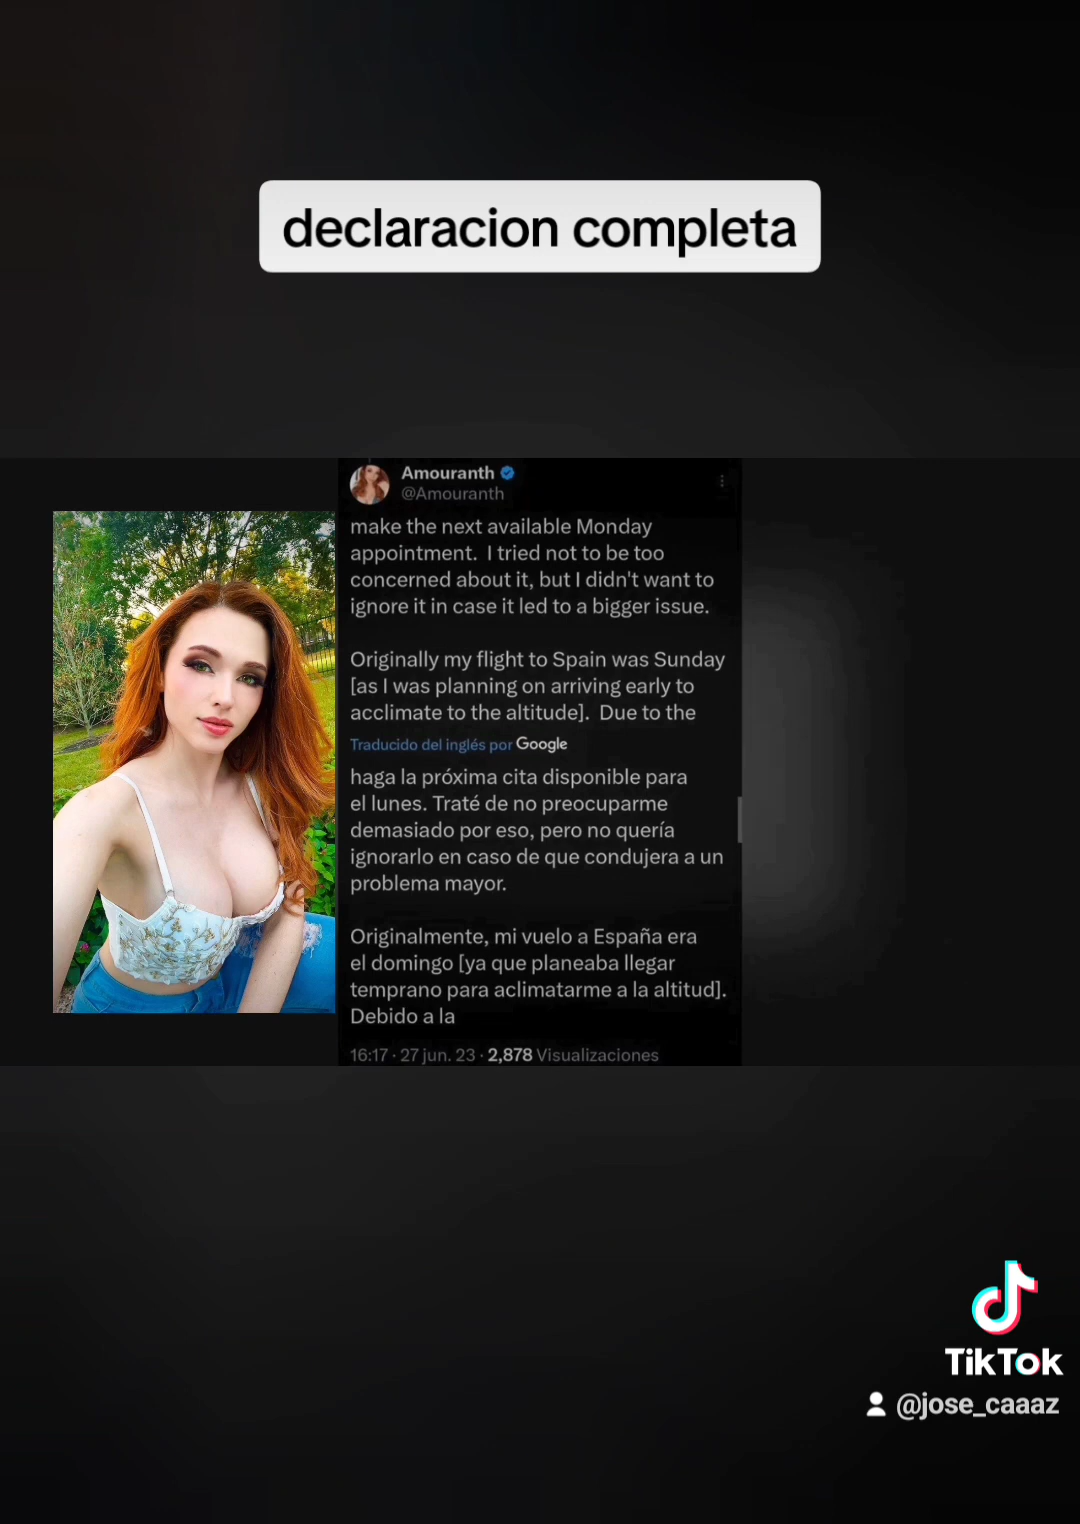 declaracion completa
Amouranth
@Amouranth
make the next available Monday
appointment. I tried not to be too
concerned about it, but I didn't want to
ignore it in case it led to a bigger issue.
Originally my flight to Spain was Sunday
[as I was planning on arriving early to
acclimate to the altitude]. Due to the
Traducido del inglés por Google
haga la próxima cita disponible para
el lunes. Traté de no preocuparme
demasiado por eso, pero no quería
ignorarlo en caso de que condujera a un
problema mayor.
Originalmente, mi vuelo a España era
el domingo [ya que planeaba llegar
temprano para aclimatarme a la altitud].
Debido a la
16:17 · 27 jun. 23 · 2,878 Visualizaciones
TikTok
@jose_caaaz